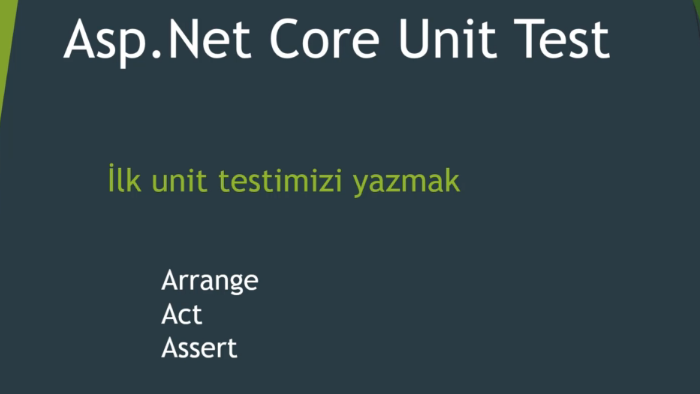 Asp.Net Core Unit Test
İlk unit testimizi yazmak
Arrange
Act
Assert